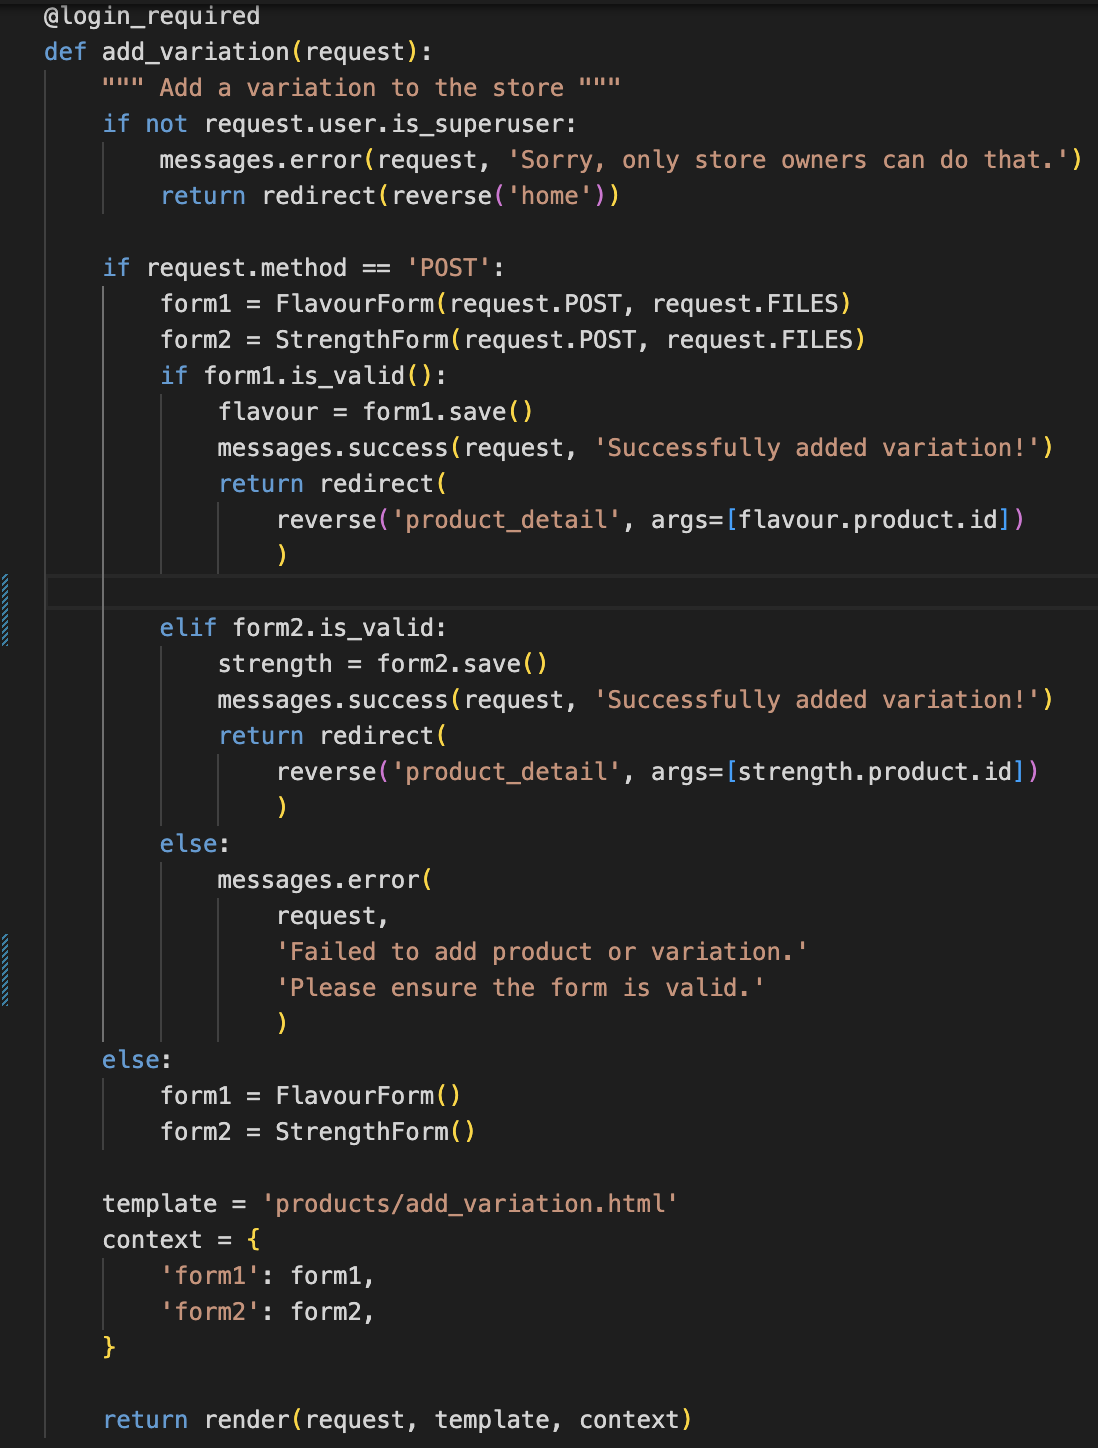 @login_required
def add_variation(request):
    """ Add a variation to the store """
    if not request.user.is_superuser:
        messages.error(request, 'Sorry, only store owners can do that.')
        return redirect(reverse('home'))

    if request.method == 'POST':
        form1 = FlavourForm(request.POST, request.FILES)
        form2 = StrengthForm(request.POST, request.FILES)
        if form1.is_valid():
            flavour = form1.save()
            messages.success(request, 'Successfully added variation!')
            return redirect(
                reverse('product_detail', args=[flavour.product.id])
                )

        elif form2.is_valid:
            strength = form2.save()
            messages.success(request, 'Successfully added variation!')
            return redirect(
                reverse('product_detail', args=[strength.product.id])
                )
        else:
            messages.error(
                request,
                'Failed to add product or variation.'
                'Please ensure the form is valid.'
                )
    else:
        form1 = FlavourForm()
        form2 = StrengthForm()

    template = 'products/add_variation.html'
    context = {
        'form1': form1,
        'form2': form2,
    }

    return render(request, template, context)